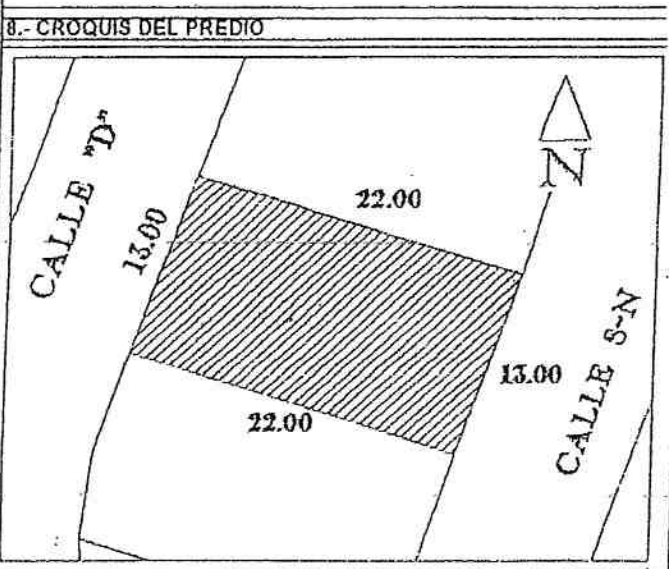 8.- CROQUIS DEL PREDIO
CALLE "D"
13.00
22.00
N
22.00
13.00
CALLE S-N